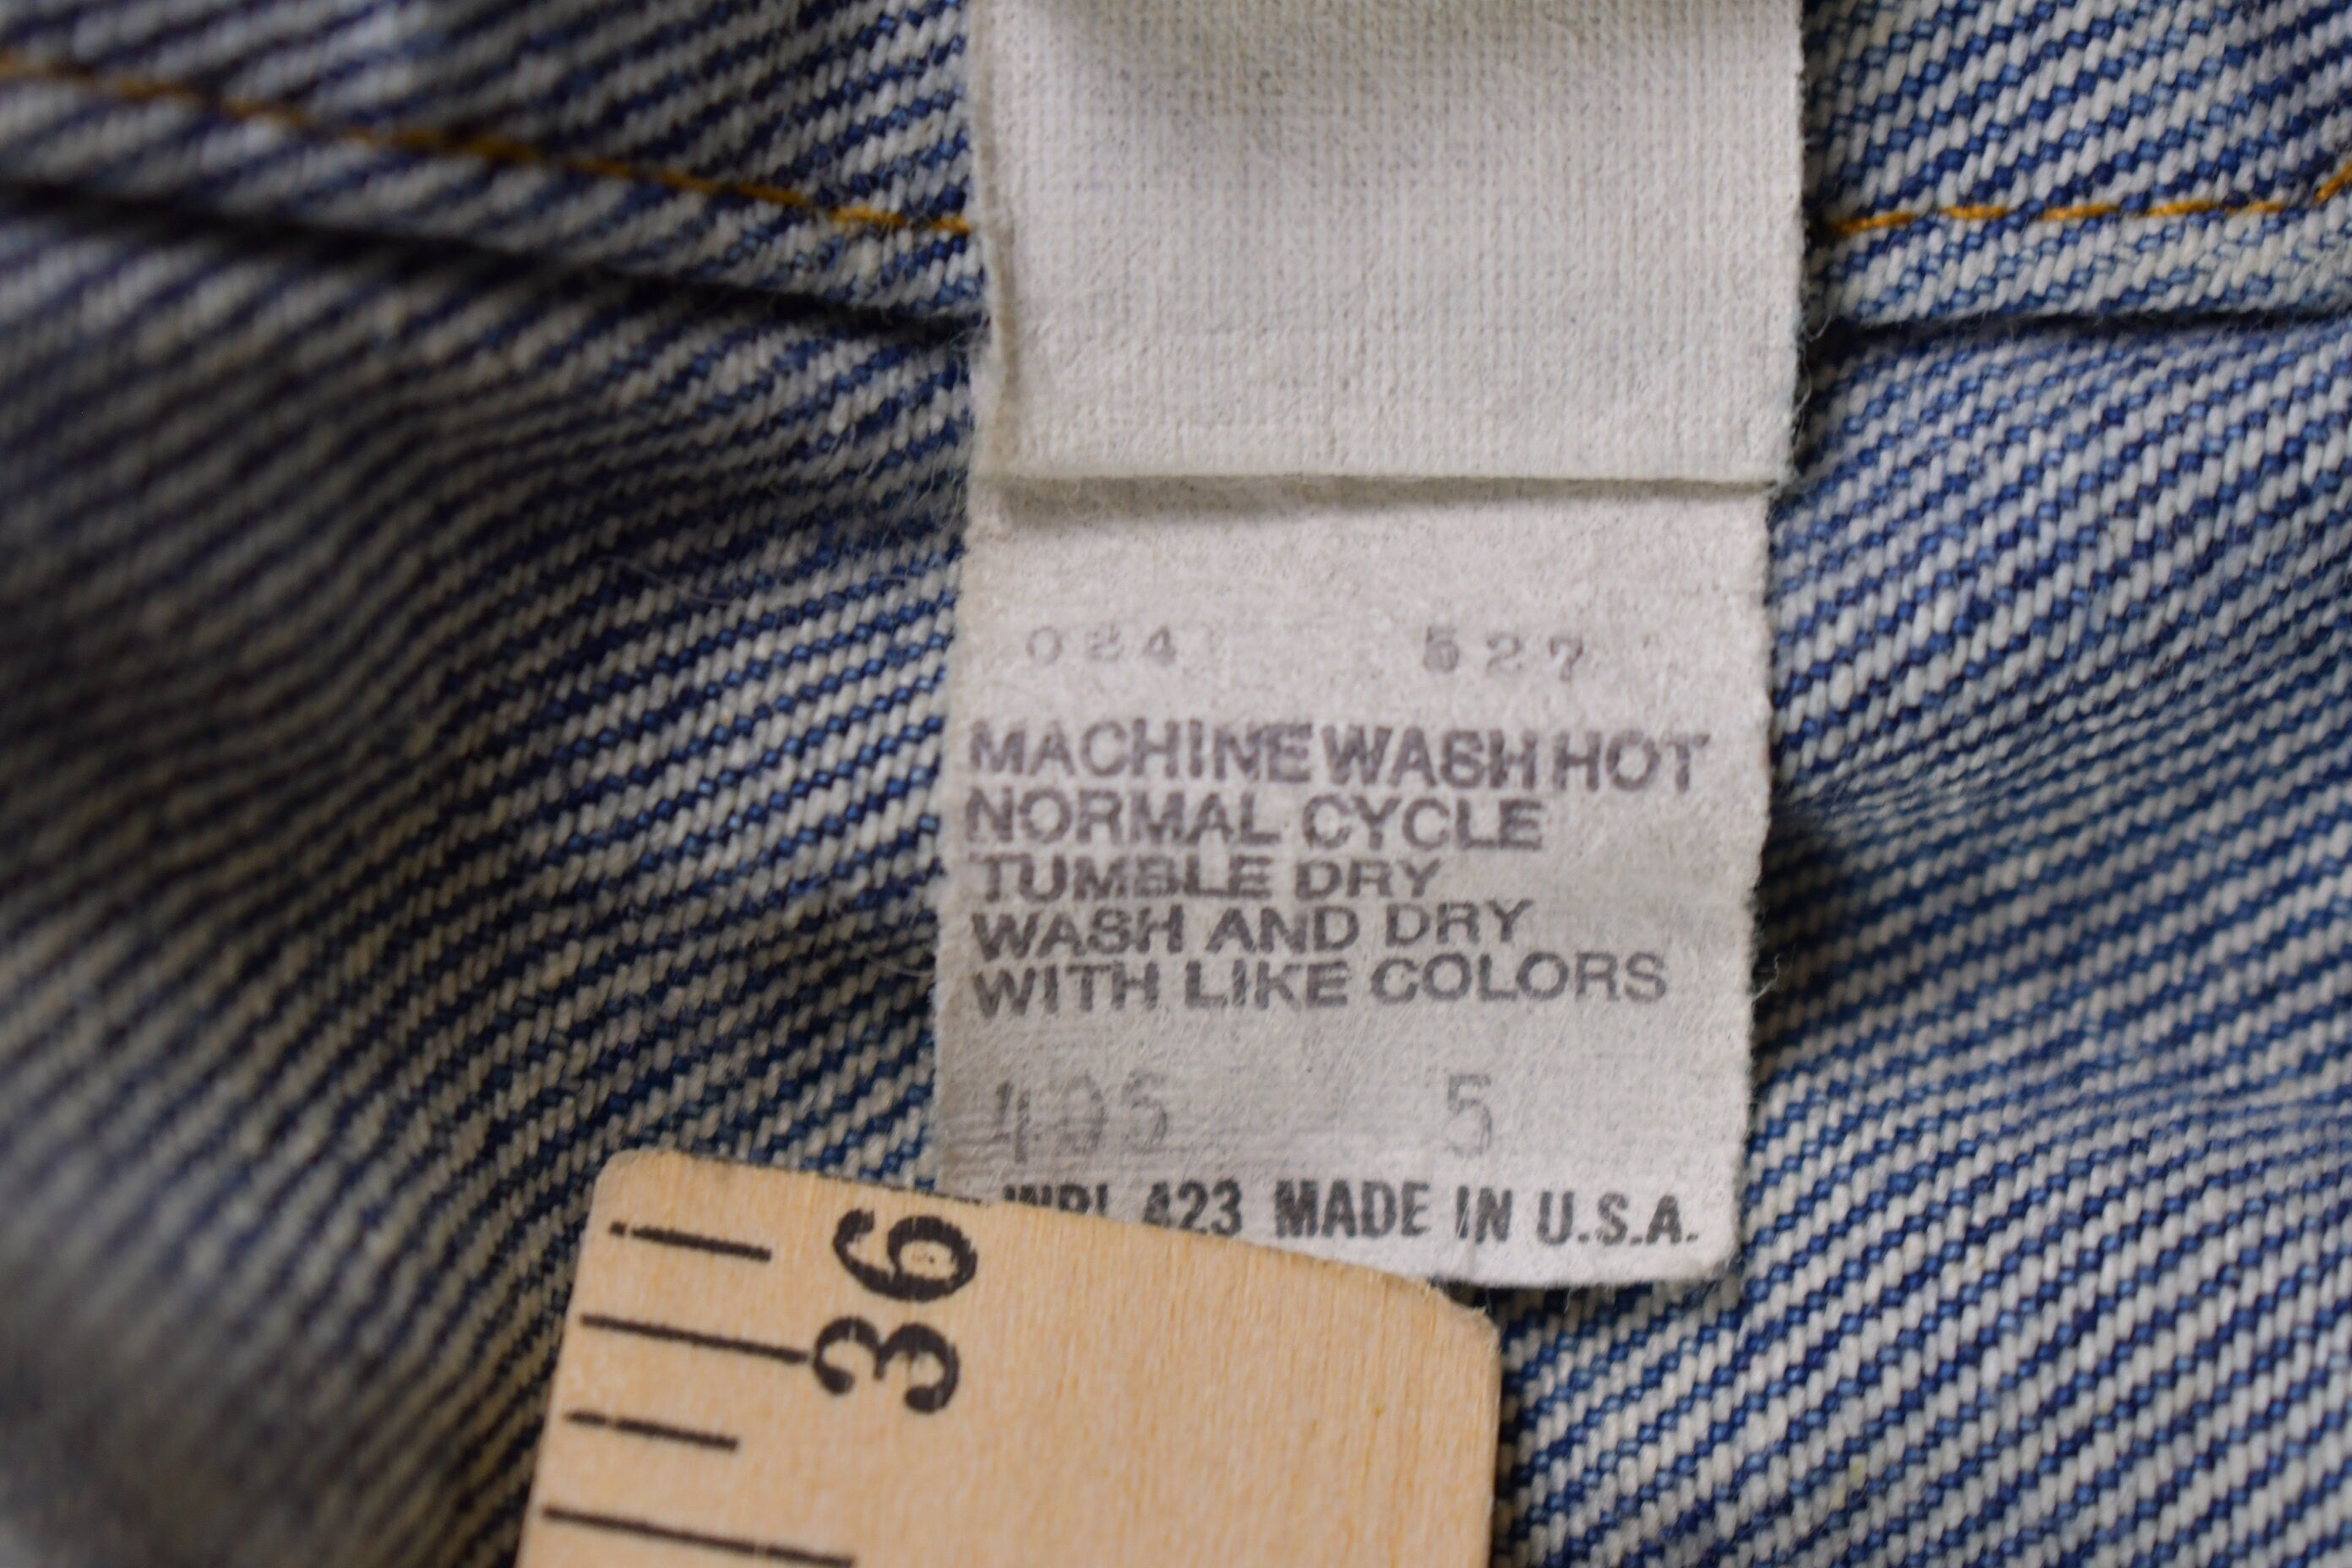 024 527
MACHINE WASH HOT
NORMAL CYCLE
TUMBLE DRY
WASH AND DRY
WITH LIKE COLORS
5
423 MADE IN U.S.A.
36